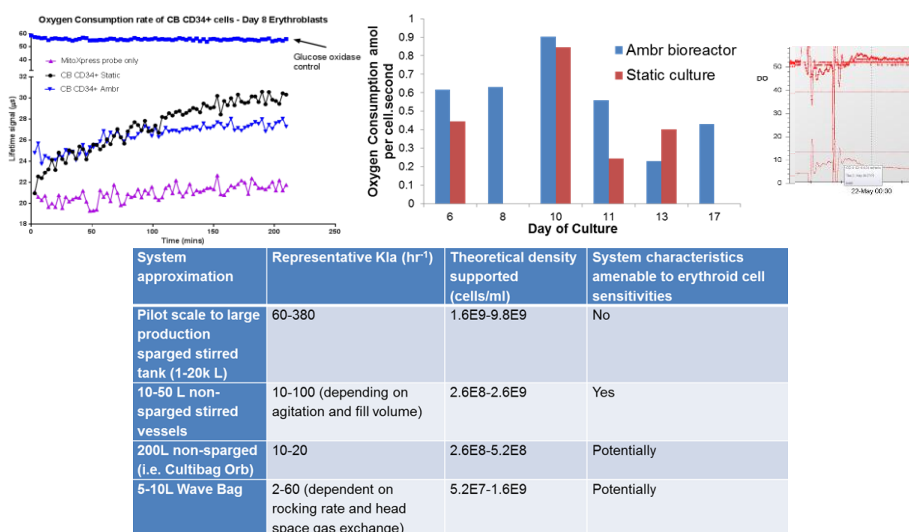 Oxygen Consumption rate of CB CD34+ cells - Day 8 Erythroblasts
60
50
40
32
30
28
26
24
22
20
18
Lifetime signal (µs)
MitoXpress probe only
CB CD34+ Static
CB CD34+ Ambr
Glucose oxidase
control
0
50
100
150
200
250
Time (mins)
Oxygen Consumption amol
per cell.second
1
0.9
0.8
0.7
0.6
0.5
0.4
0.3
0.2
0.1
0
Ambr bioreactor
Static culture
6 8 10 11 13 17
Day of Culture
DO
50
40
30
20
10
0
22-May 00:00
System
approximation
Representative Kla (hr-1)
Theoretical density
supported
(cells/ml)
System characteristics
amenable to erythroid cell
sensitivities
Pilot scale to large
production
sparged stirred
tank (1-20k L)
60-380
1.6E9-9.8E9
No
10-50 L non-
sparged stirred
vessels
10-100 (depending on
agitation and fill volume)
2.6E8-2.6E9
Yes
200L non-sparged
(i.e. Cultibag Orb)
10-20
2.6E8-5.2E8
Potentially
5-10L Wave Bag
2-60 (dependent on
rocking rate and head
space gas exchange)
5.2E7-1.6E9
Potentially